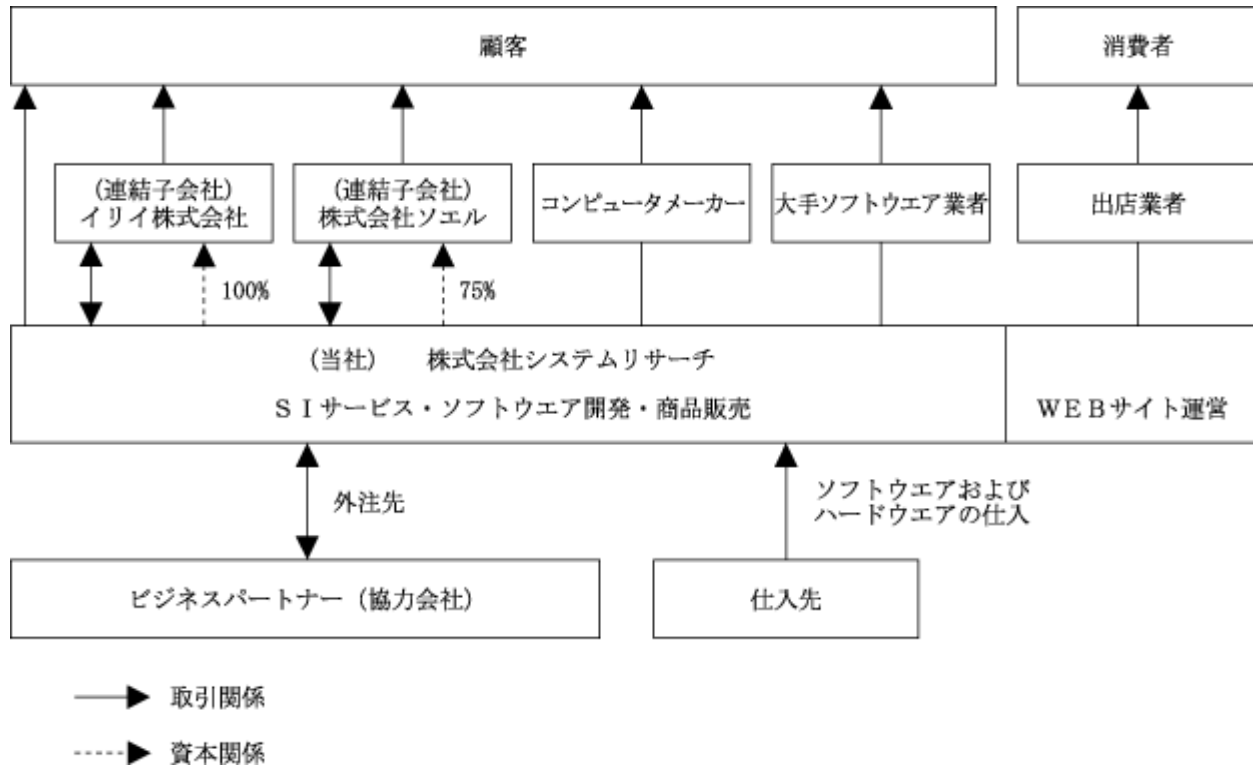 顧客
消費者
(連結子会社)
イリイ株式会社
(連結子会社)
株式会社ソエル
コンピュータメーカー
大手ソフトウエア業者
出店業者
100%
75%
(当社)　株式会社システムリサーチ
ＳＩサービス・ソフトウエア開発・商品販売
ＷＥＢサイト運営
外注先
ソフトウエアおよび
ハードウエアの仕入
ビジネスパートナー（協力会社）
仕入先
取引関係
資本関係